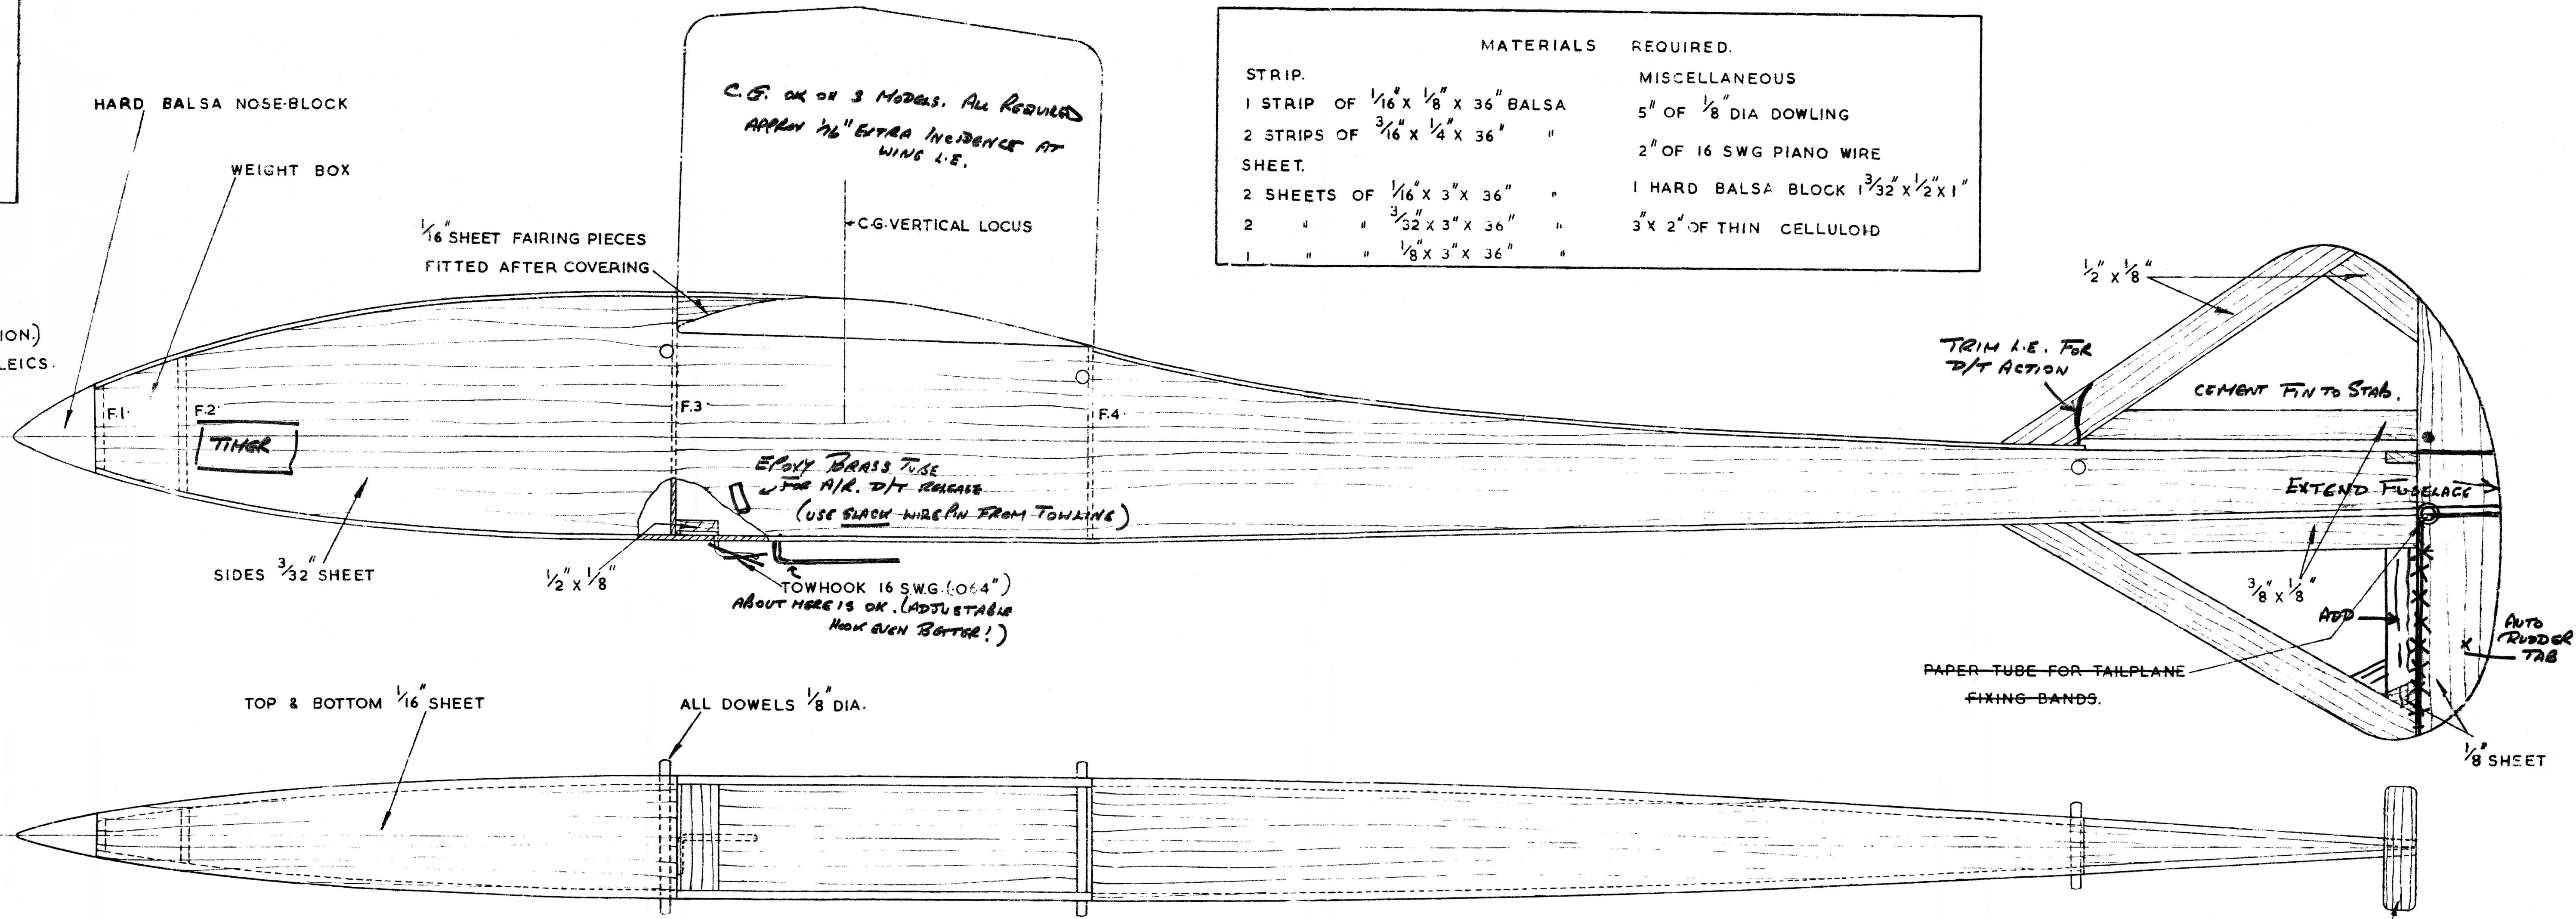 HARD BALSA NOSE-BLOCK
WEIGHT BOX
1/16" SHEET FAIRING PIECES
FITTED AFTER COVERING
ION.)
LEICS.
C.G. OK ON 3 MODELS. ALL REQUIRED
APPROX 1/16" EXTRA INCIDENCE AT
WING L.E.
C.G. VERTICAL LOCUS
MATERIALS REQUIRED.
STRIP.
1 STRIP OF 1/16" X 1/8" X 36" BALSA
2 STRIPS OF 3/16" X 1/4" X 36" "
SHEET.
2 SHEETS OF 1/16" X 3" X 36" "
2 " " 3/32" X 3" X 36" "
1 " " 1/8" X 3" X 36" "
MISCELLANEOUS
5" OF 1/8" DIA DOWLING
2" OF 16 SWG PIANO WIRE
1 HARD BALSA BLOCK 1 3/32" X 1/2" X 1"
3" X 2" OF THIN CELLULOID
1/2" X 1/8"
TRIM L.E. FOR
D/T ACTION
CEMENT FIN TO STAB.
F.1.
F.2.
F.3
F.4.
TIMER
EPOXY BRASS TUBE
FOR A/R. D/T RELEASE
(USE SLACK WIRE PIN FROM TOWLINE)
EXTEND FUSELAGE
SIDES 3/32" SHEET
1/2" X 1/8"
TOWHOOK 16 S.W.G. (.064")
ABOUT HERE IS OK. (ADJUSTABLE
HOOK EVEN BETTER!)
3/8" X 1/8"
ADD
AUTO
RUDDER
TAB
PAPER TUBE FOR TAILPLANE
FIXING BANDS.
1/8" SHEET
TOP & BOTTOM 1/16" SHEET
ALL DOWELS 1/8" DIA.